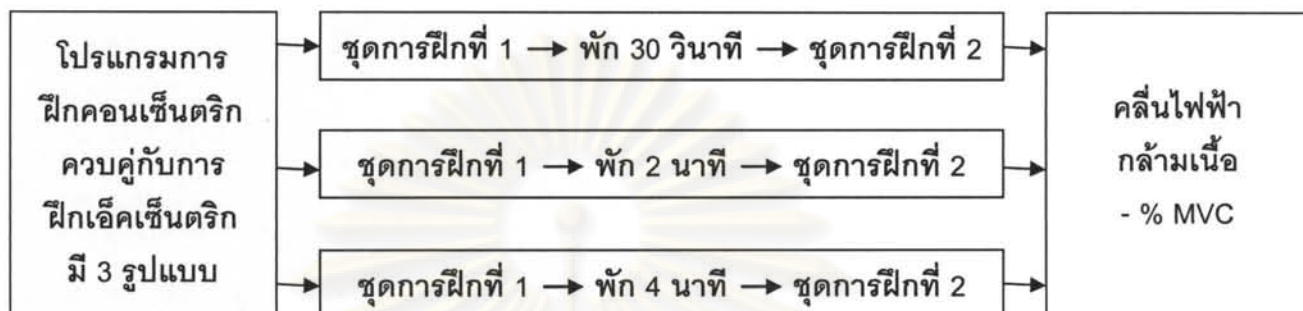 โปรแกรมการ
ฝึกคอนเซ็นตริก
ควบคู่กับการ
ฝึกเอ็คเซ็นตริก
มี 3 รูปแบบ
ชุดการฝึกที่ 1 → พัก 30 วินาที → ชุดการฝึกที่ 2
ชุดการฝึกที่ 1 → พัก 2 นาที → ชุดการฝึกที่ 2
ชุดการฝึกที่ 1 → พัก 4 นาที → ชุดการฝึกที่ 2
คลื่นไฟฟ้า
กล้ามเนื้อ
- % MVC